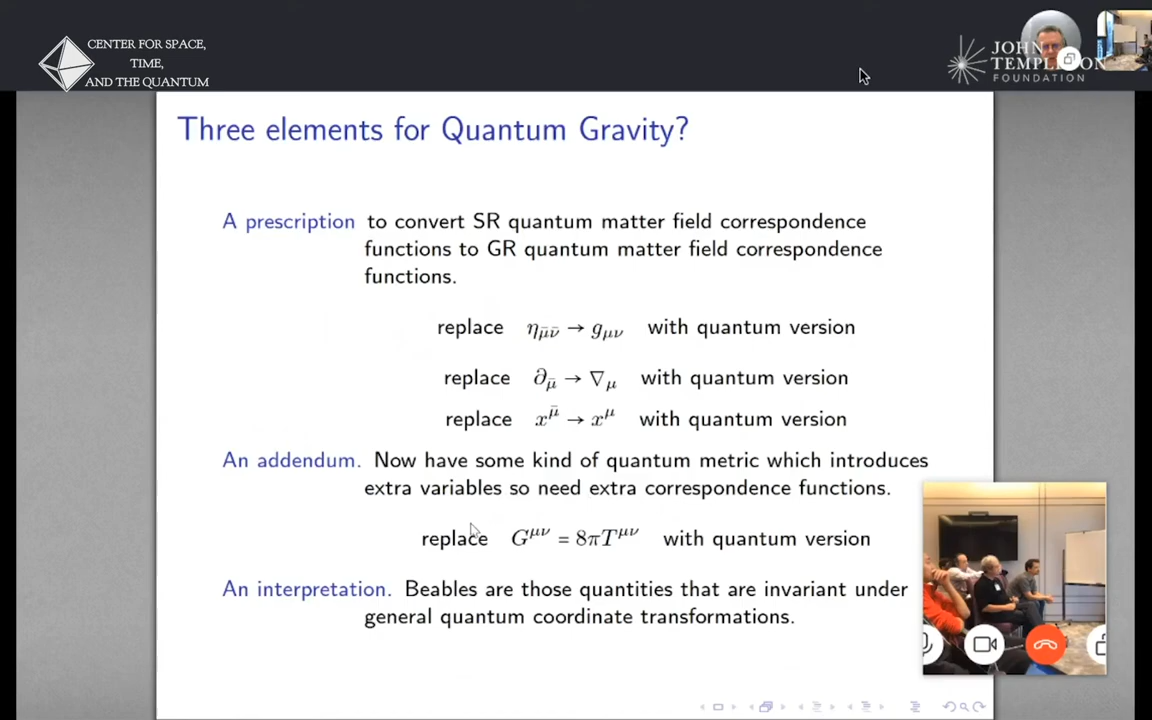 CENTER FOR SPACE,
TIME,
AND THE QUANTUM
JOHN
TEMPLETON
FOUNDATION
Three elements for Quantum Gravity?
A prescription to convert SR quantum matter field correspondence
functions to GR quantum matter field correspondence
functions.
replace η_{μ̄ν̄} → g_{μν} with quantum version
replace ∂_{μ̄} → ∇_μ with quantum version
replace x^{μ̄} → x^μ with quantum version
An addendum. Now have some kind of quantum metric which introduces
extra variables so need extra correspondence functions.
replace G^{μν} = 8πT^{μν} with quantum version
An interpretation. Beables are those quantities that are invariant under
general quantum coordinate transformations.